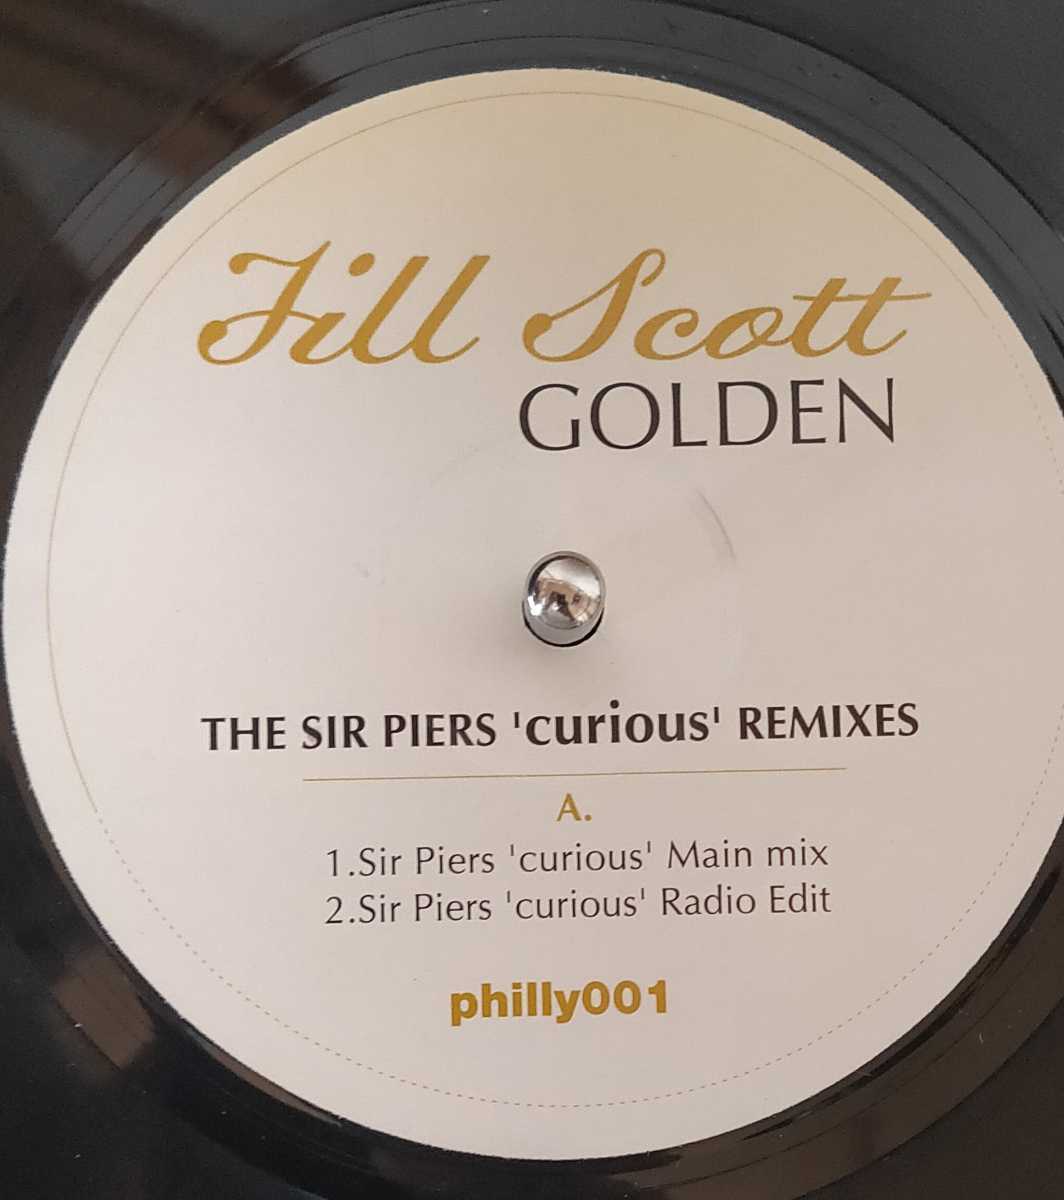 Jill Scott
GOLDEN
THE SIR PIERS 'curious' REMIXES
A.
1.Sir Piers 'curious' Main mix
2.Sir Piers 'curious' Radio Edit
philly001